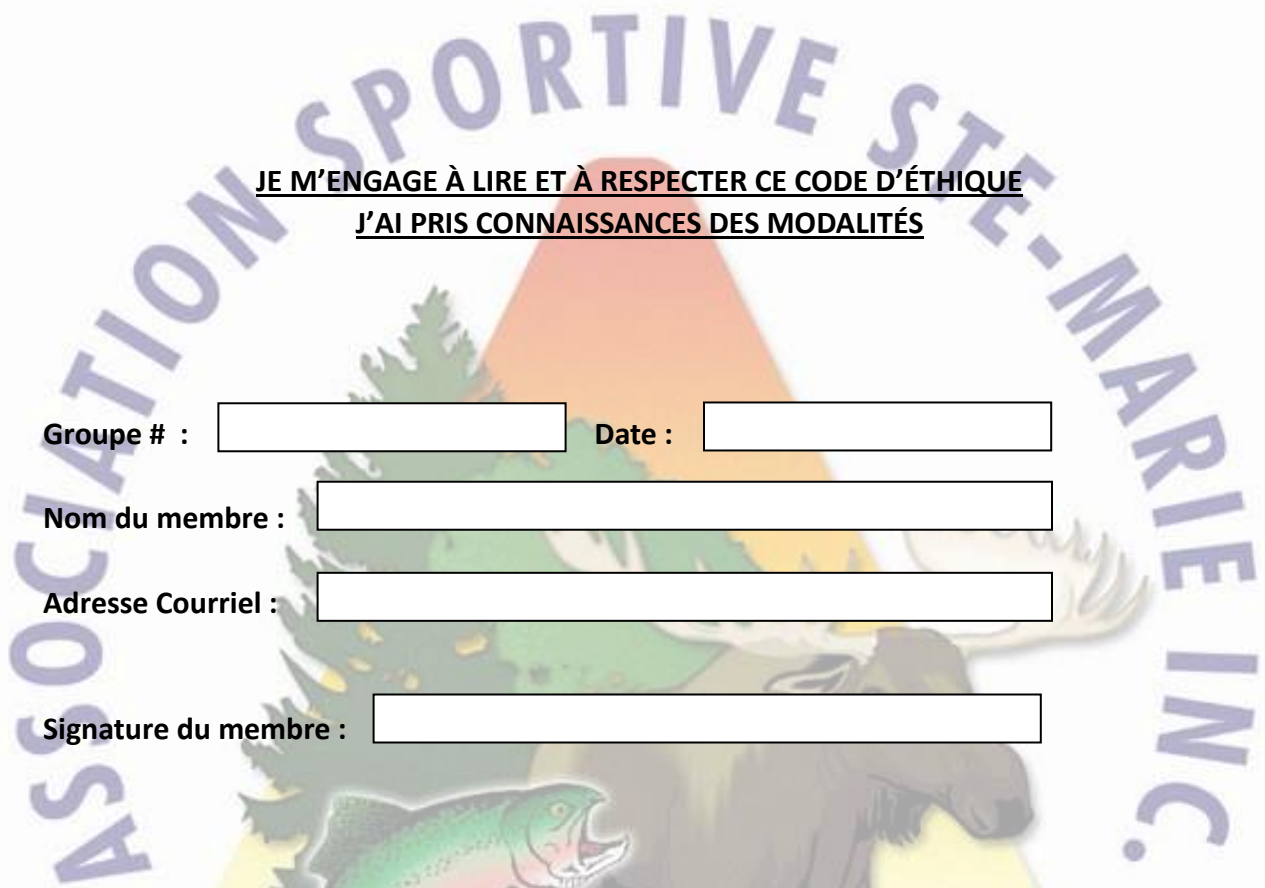 ASSOCIATION SPORTIVE STE-MARIE INC.
JE M’ENGAGE À LIRE ET À RESPECTER CE CODE D’ÉTHIQUE
J’AI PRIS CONNAISSANCES DES MODALITÉS
Groupe # : Date :
Nom du membre :
Adresse Courriel :
Signature du membre :